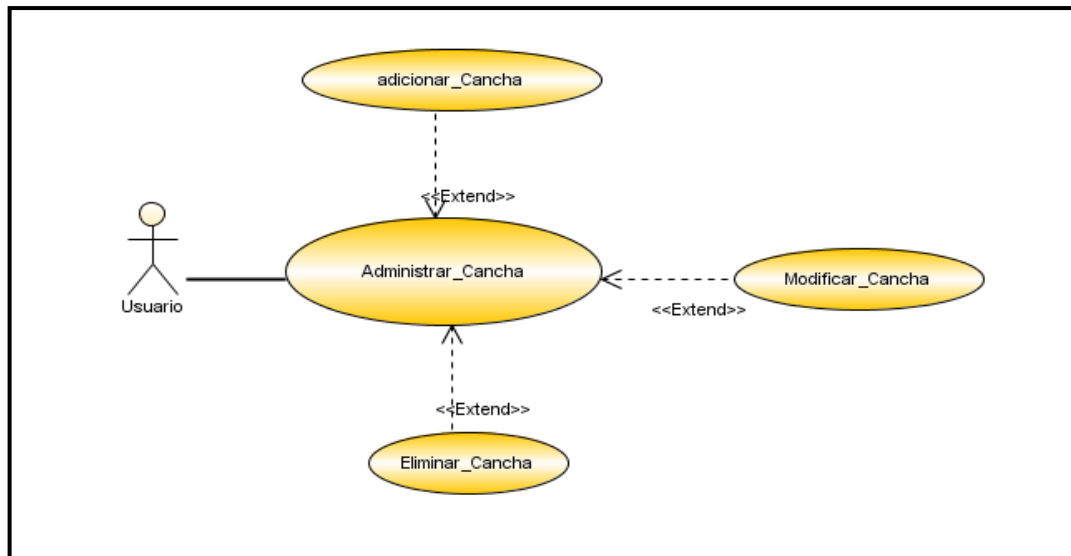 adicionar_Cancha
<<Extend>>
Administrar_Cancha
Usuario
Modificar_Cancha
<<Extend>>
<<Extend>>
Eliminar_Cancha